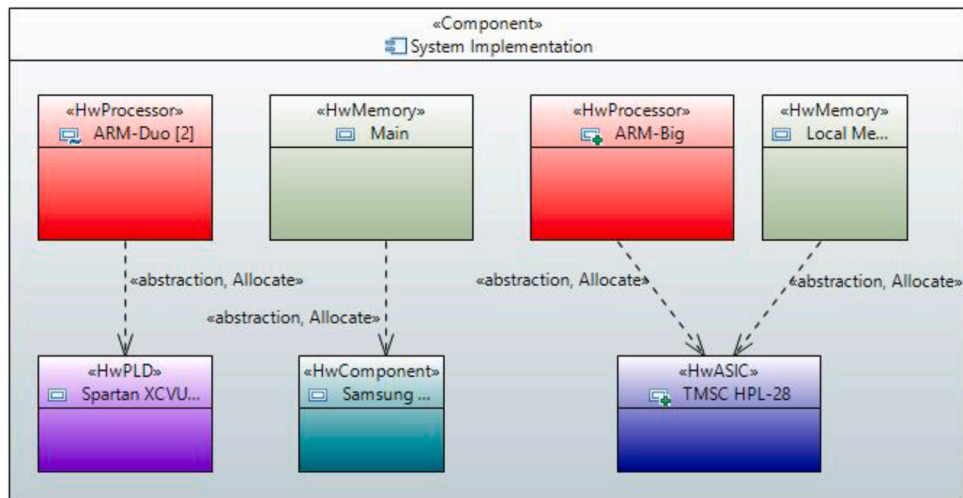 «Component»
System Implementation
«HwProcessor»
ARM-Duo [2]
«HwMemory»
Main
«HwProcessor»
ARM-Big
«HwMemory»
Local Me...
«abstraction, Allocate»
«abstraction, Allocate»
«abstraction, Allocate»
«abstraction, Allocate»
«HwPLD»
Spartan XCVU...
«HwComponent»
Samsung ...
«HwASIC»
TMSC HPL-28